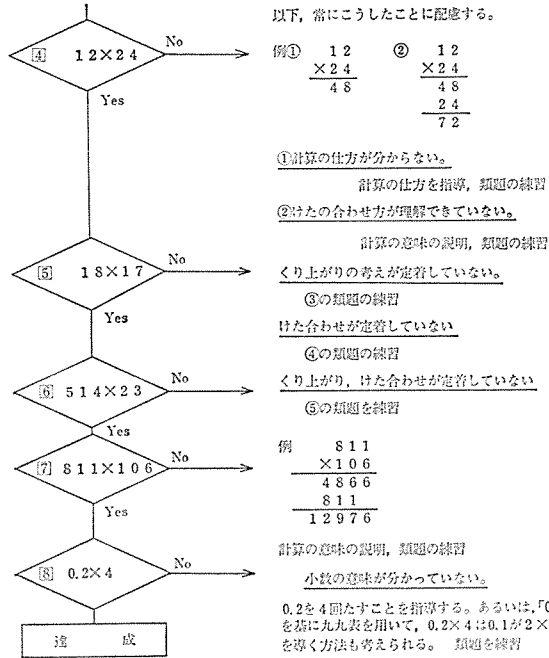 以下，常にこうしたことに配慮する。
4 12×24
No
Yes
例① 12
×24
48
② 12
×24
48
24
72
①計算の仕方が分からない。
計算の仕方を指導，類題の練習
②けたの合わせ方が理解できていない。
計算の意味の説明，類題の練習
5 18×17
No
Yes
くり上がりの考えが定着していない。
③の類題の練習
けた合わせが定着していない
④の類題の練習
6 514×23
No
Yes
くり上がり，けた合わせが定着していない
⑤の類題を練習
7 811×106
No
Yes
例 811
×106
4866
811
12976
計算の意味の説明，類題の練習
8 0.2×4
No
小数の意味が分かっていない。
0.2を4回たすことを指導する。あるいは，「0
を基に九九表を用いて，0.2×4は0.1が2×
を導く方法も考えられる。 類題を練習
達 成